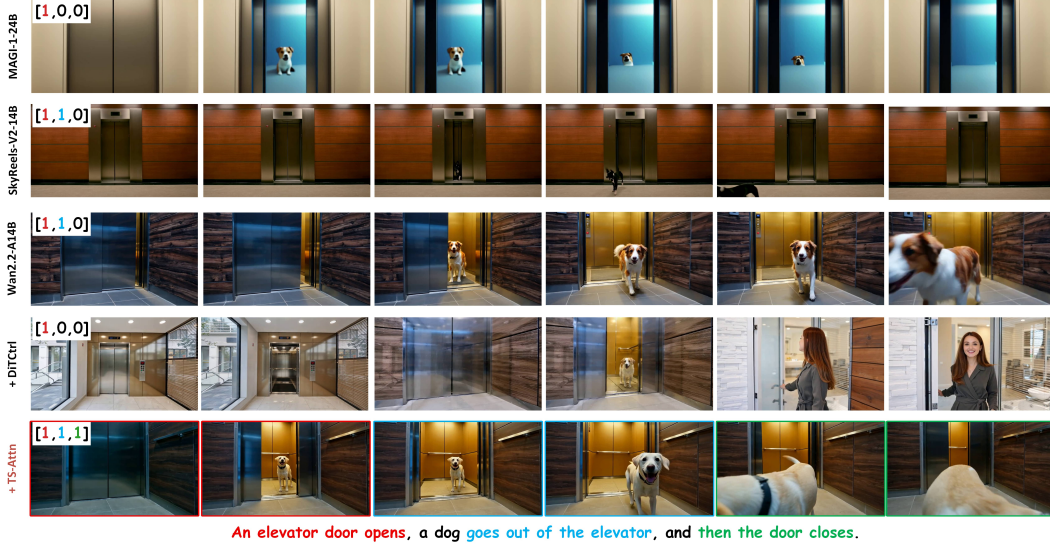 MAGI-1-24B
[1,0,0]
SkyReels-V2-14B
[1,1,0]
Wan2.2-A14B
[1,1,0]
+ DiTCtrl
[1,0,0]
+ TS-Attn
[1,1,1]
An elevator door opens, a dog goes out of the elevator, and then the door closes.